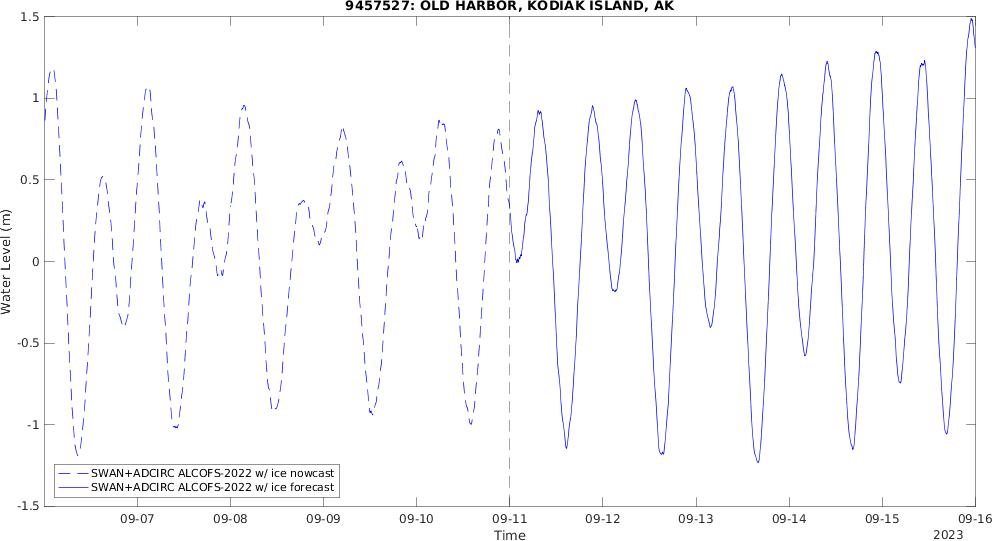 9457527: OLD HARBOR, KODIAK ISLAND, AK
1.5
1
0.5
0
-0.5
-1
-1.5
Water Level (m)
SWAN+ADCIRC ALCOFS-2022 w/ ice nowcast
SWAN+ADCIRC ALCOFS-2022 w/ ice forecast
09-07 09-08 09-09 09-10 09-11 09-12 09-13 09-14 09-15 09-16
Time
2023